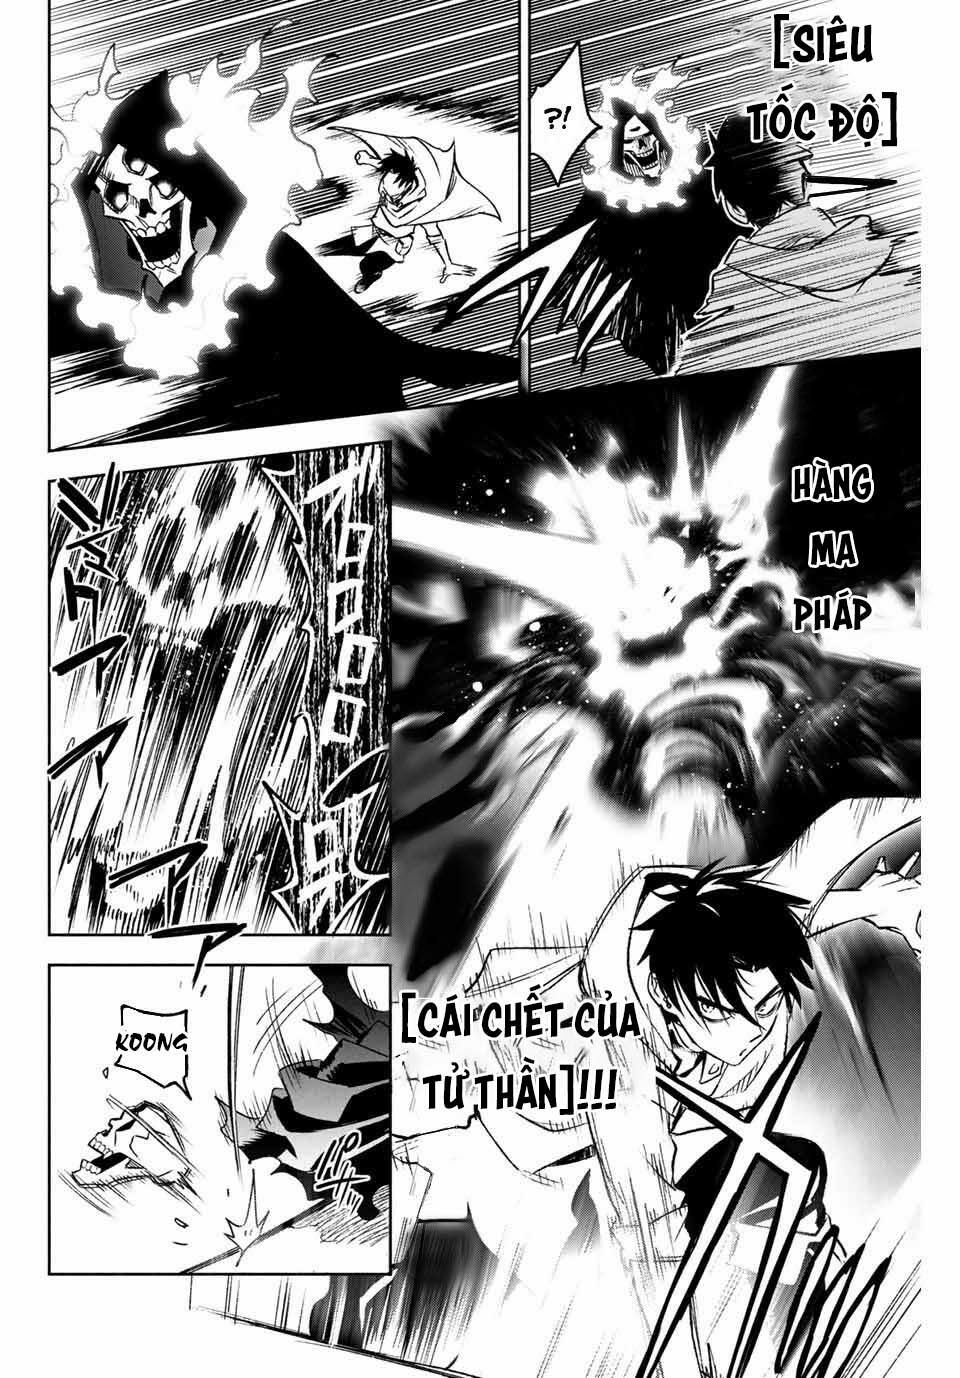 [SIÊU
TỐC ĐỘ]
?!
HÀNG
MA
PHÁP
[CÁI CHẾT CỦA
TỬ THẦN]!!!
KOONG